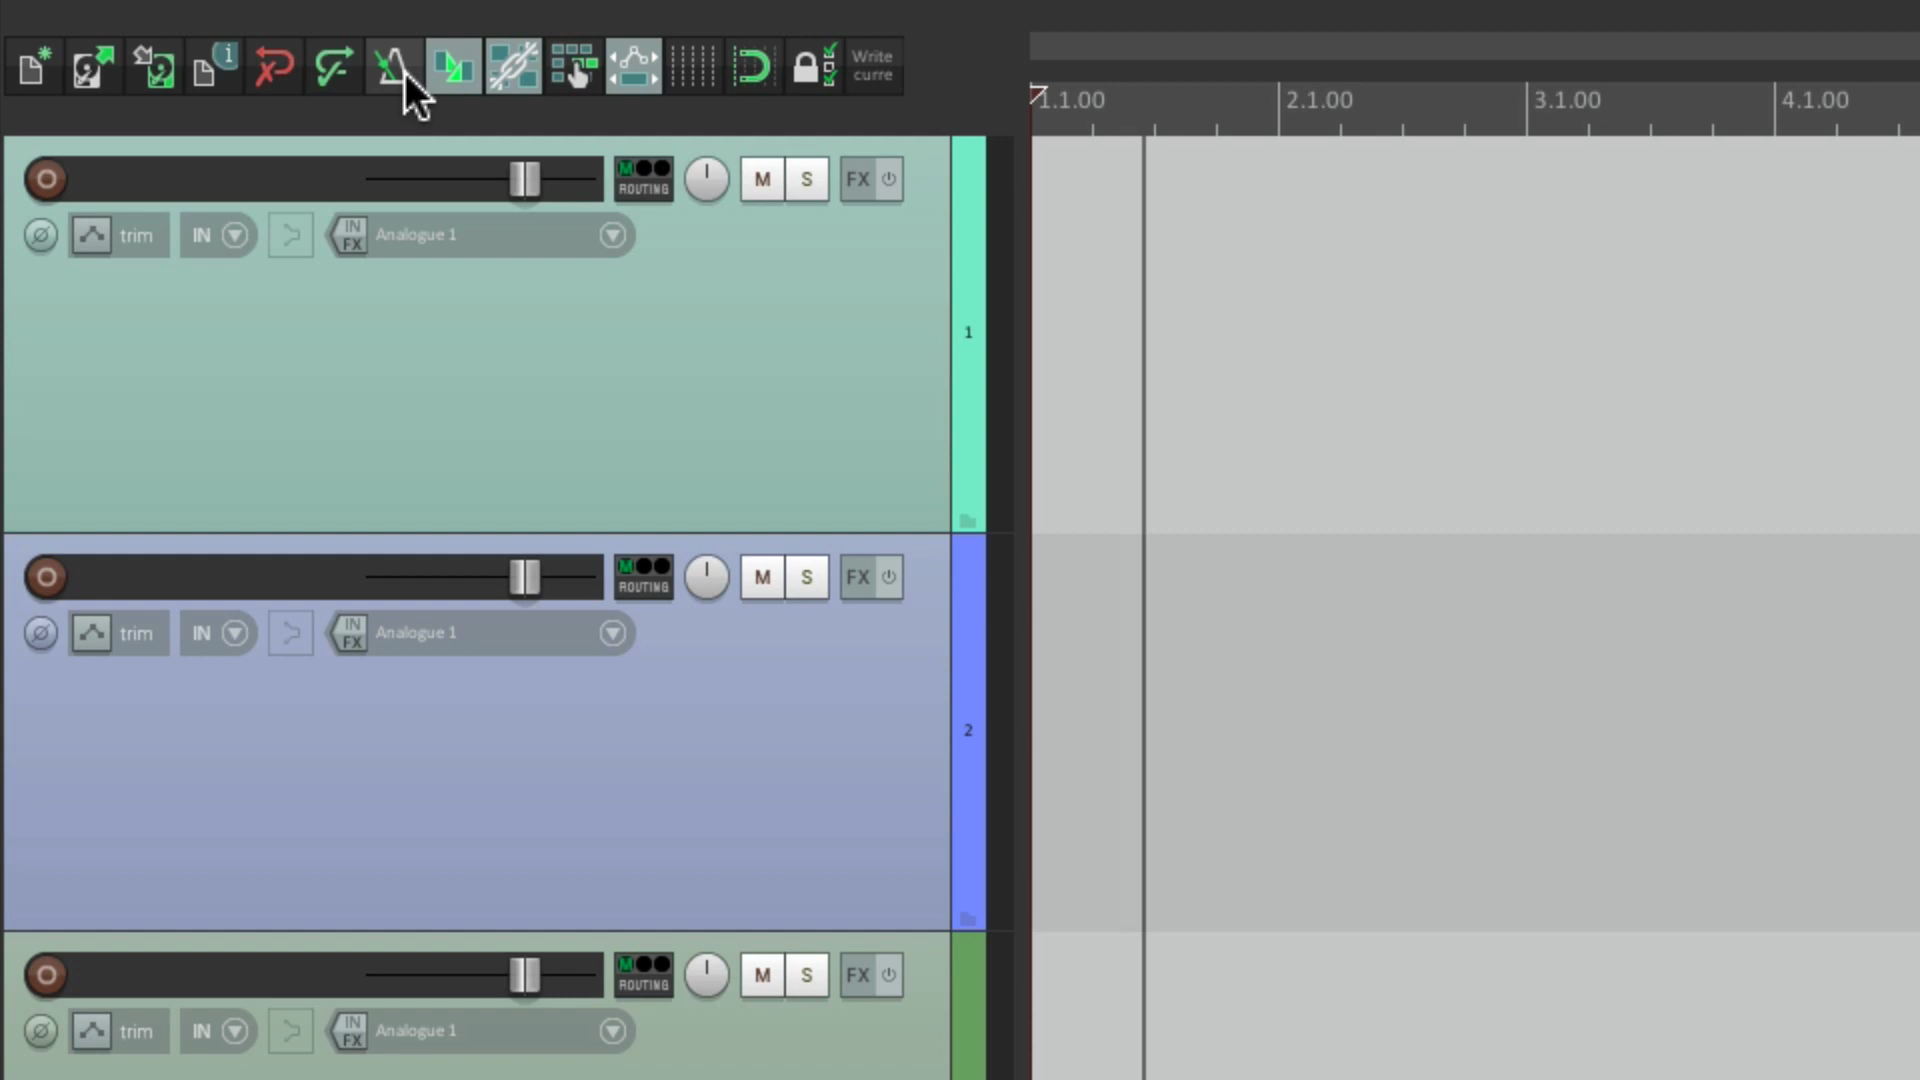 i
Write
curre
1.1.00 2.1.00 3.1.00 4.1.00
M ROUTING M S FX
trim IN IN FX Analogue 1
1
M ROUTING M S FX
trim IN IN FX Analogue 1
2
M ROUTING M S FX
trim IN IN FX Analogue 1